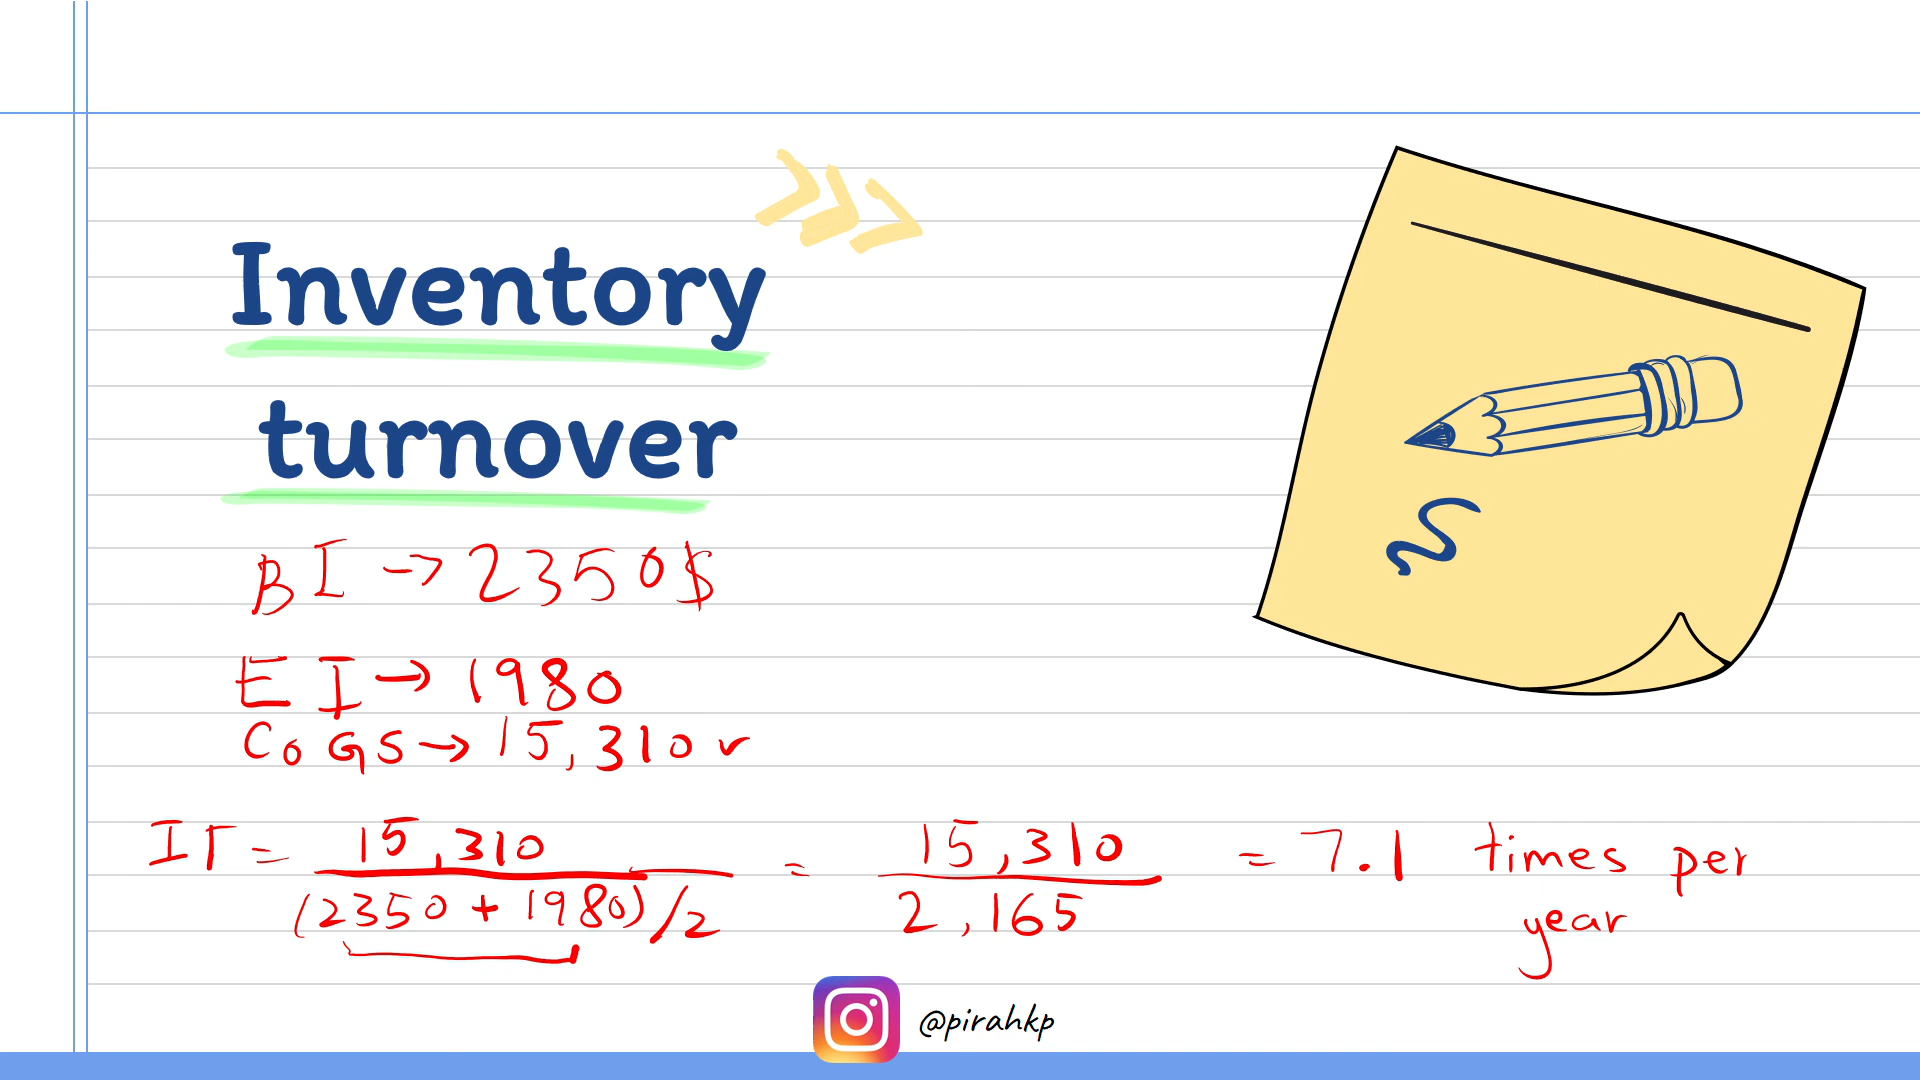 Inventory
turnover
BI → 2350$
EI → 1980
CoGS → 15,310 ✓
IT = 15,310 / (2350 + 1980)/2 = 15,310 / 2,165 = 7.1 times per
year
@pirahkp